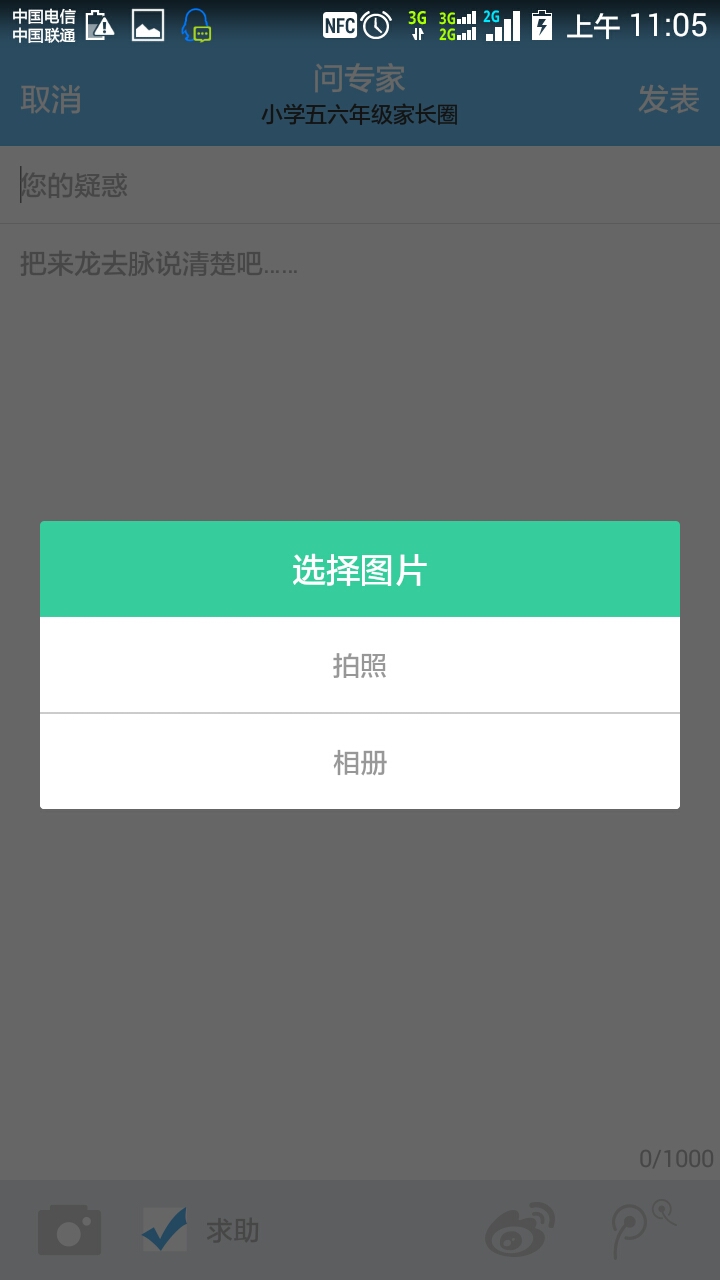 中国电信
中国联通
NFC
3G
3G
2G
2G
上午 11:05
取消
问专家
小学五六年级家长圈
发表
您的疑惑
把来龙去脉说清楚吧……
选择图片
拍照
相册
0/1000
求助